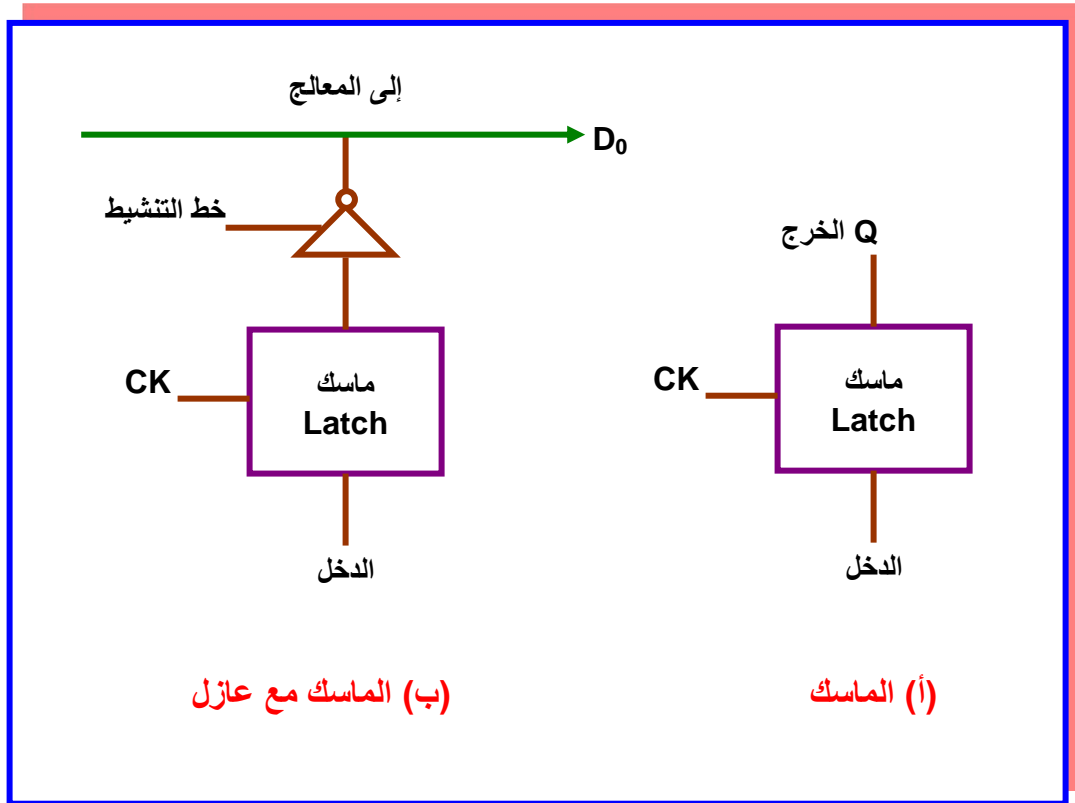 إلى المعالج
D₀
خط التنشيط
Q الخرج
CK
ماسك
Latch
CK
ماسك
Latch
الدخل
الدخل
(أ) الماسك
(ب) الماسك مع عازل